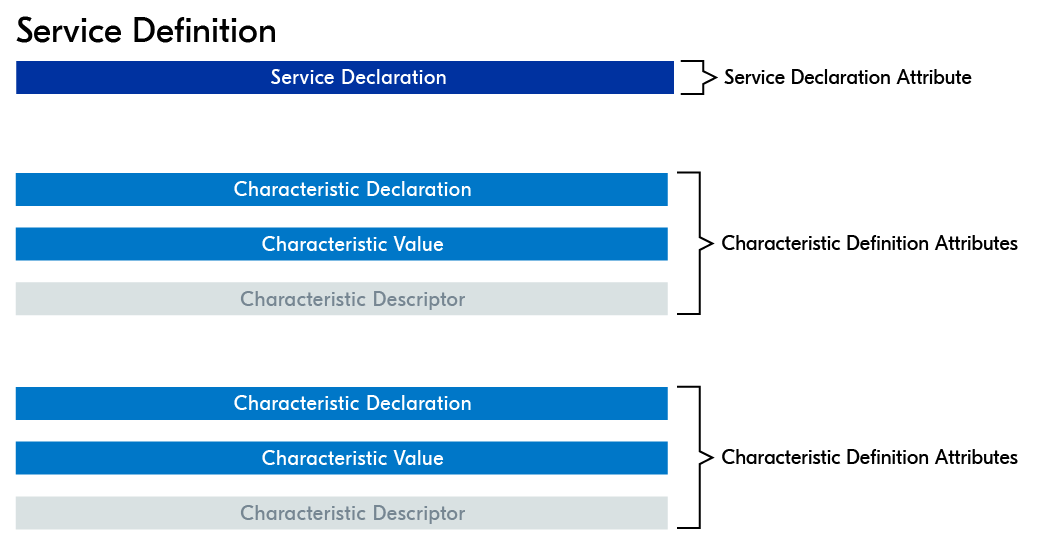 Service Definition
Service Declaration
Service Declaration Attribute
Characteristic Declaration
Characteristic Value
Characteristic Definition Attributes
Characteristic Descriptor
Characteristic Declaration
Characteristic Value
Characteristic Definition Attributes
Characteristic Descriptor